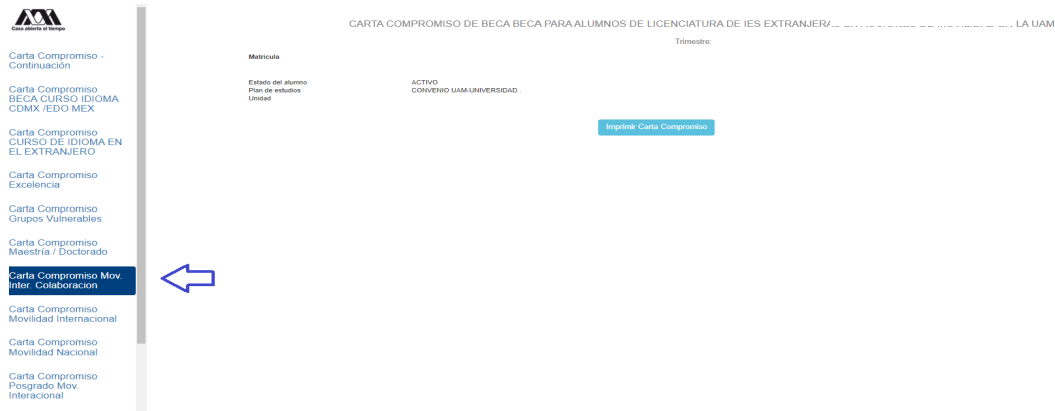 Casa abierta al tiempo
Carta Compromiso -
Continuación
Carta Compromiso
BECA CURSO IDIOMA
CDMX /EDO MEX
Carta Compromiso
CURSO DE IDIOMA EN
EL EXTRANJERO
Carta Compromiso
Excelencia
Carta Compromiso
Grupos Vulnerables
Carta Compromiso
Maestría / Doctorado
Carta Compromiso Mov.
Inter. Colaboracion
Carta Compromiso
Movilidad Internacional
Carta Compromiso
Movilidad Nacional
Carta Compromiso
Posgrado Mov.
Interacional
CARTA COMPROMISO DE BECA BECA PARA ALUMNOS DE LICENCIATURA DE IES LA UAM
Trimestre:
Matricula
Estado del alumno ACTIVO
Plan de estudios CONVENIO UAM-UNIVERSIDAD .
Unidad
Imprimir Carta Compromiso